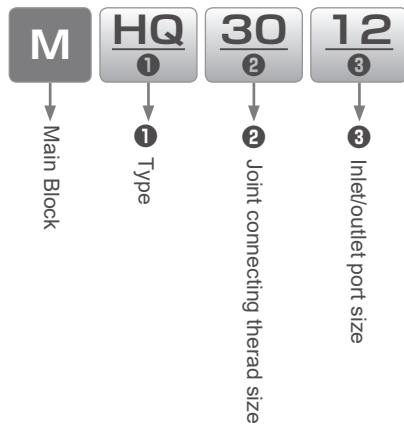 M HQ 30 12
❶ ❷ ❸
Main Block
❶ Type
❷ Joint connecting therad size
❸ Inlet/outlet port size